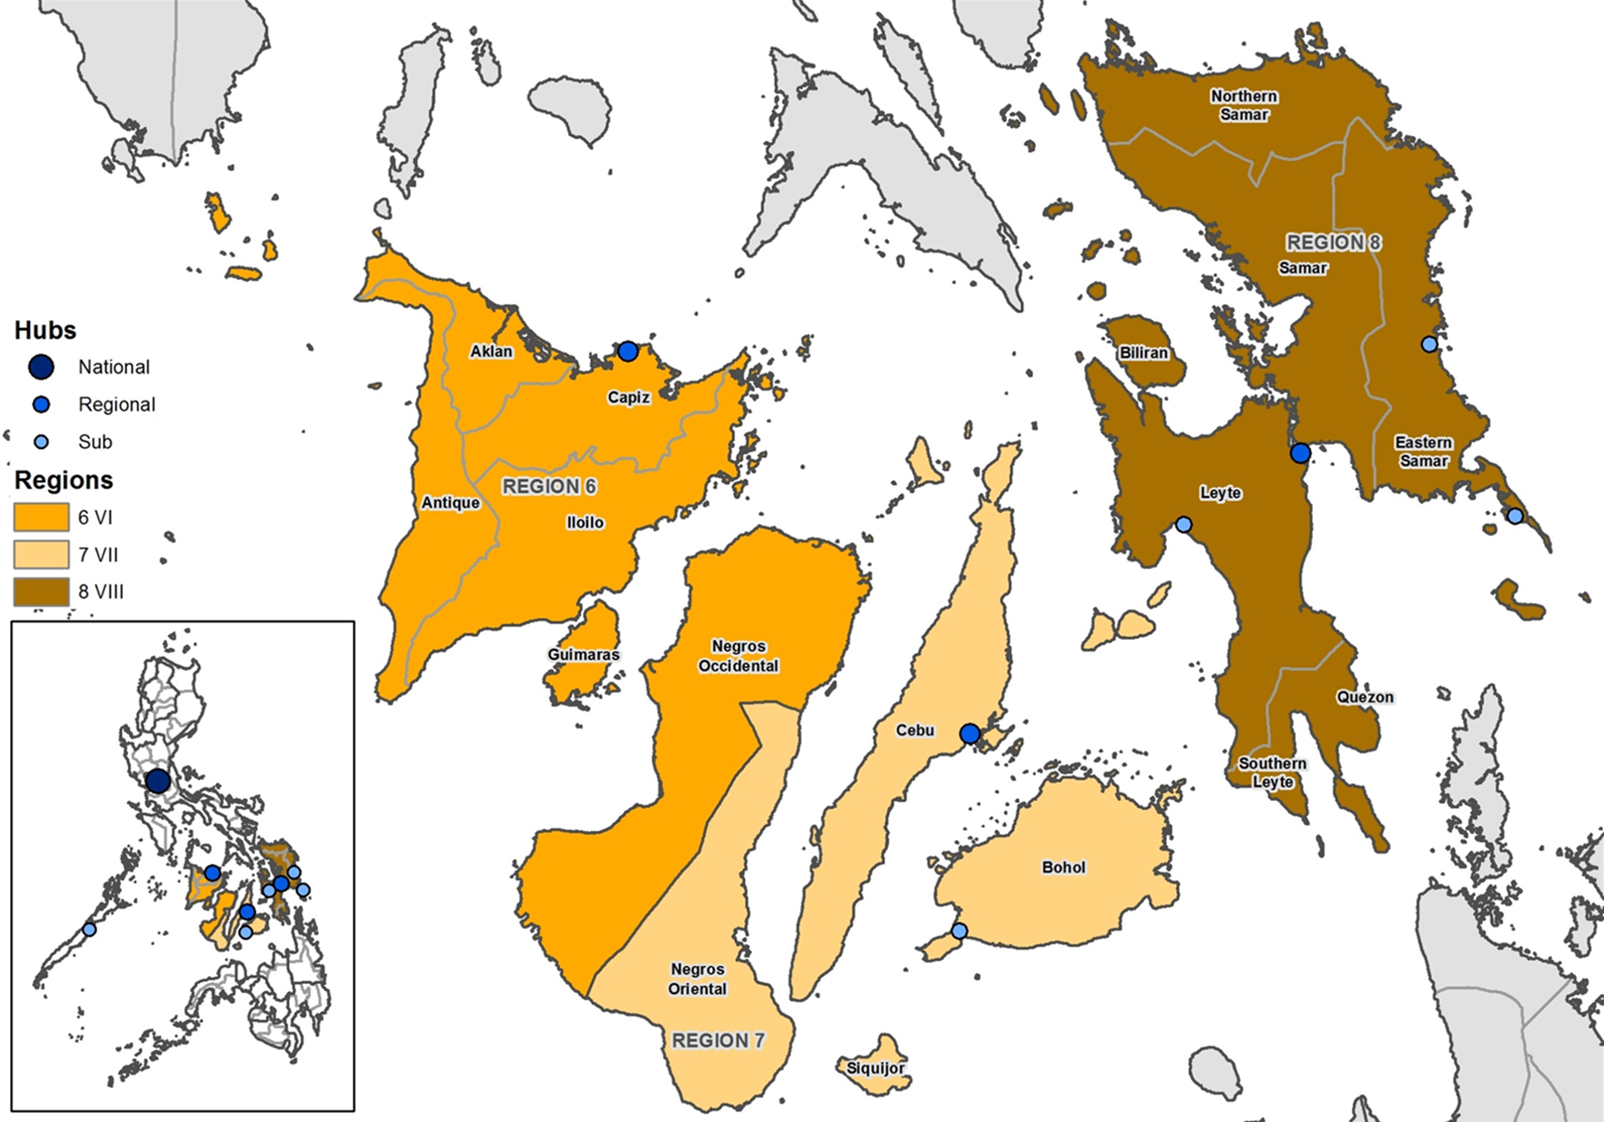 Northern
Samar
REGION 8
Samar
Hubs
National
Regional
Sub
Aklan
Biliran
Capiz
Eastern
Samar
Regions
6 VI
7 VII
8 VIII
REGION 6
Antique
Iloilo
Leyte
Guimaras
Negros
Occidental
Quezon
Cebu
Southern
Leyte
Bohol
Negros
Oriental
REGION 7
Siquijor